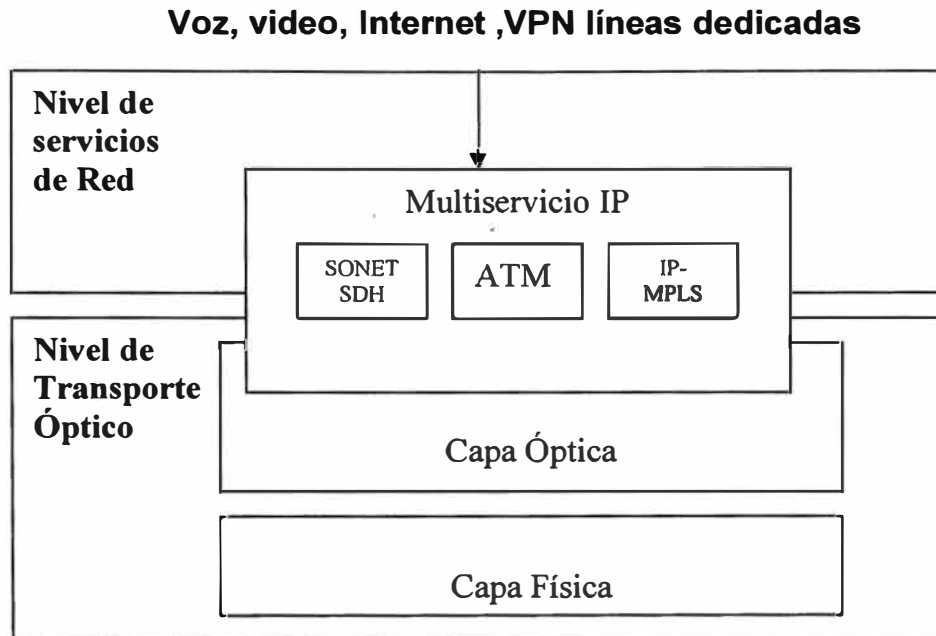 Voz, video, Internet ,VPN líneas dedicadas
Nivel de
servicios
de Red
Multiservicio IP
SONET
SDH
ATM
IP-
MPLS
Nivel de
Transporte
Óptico
Capa Óptica
Capa Física